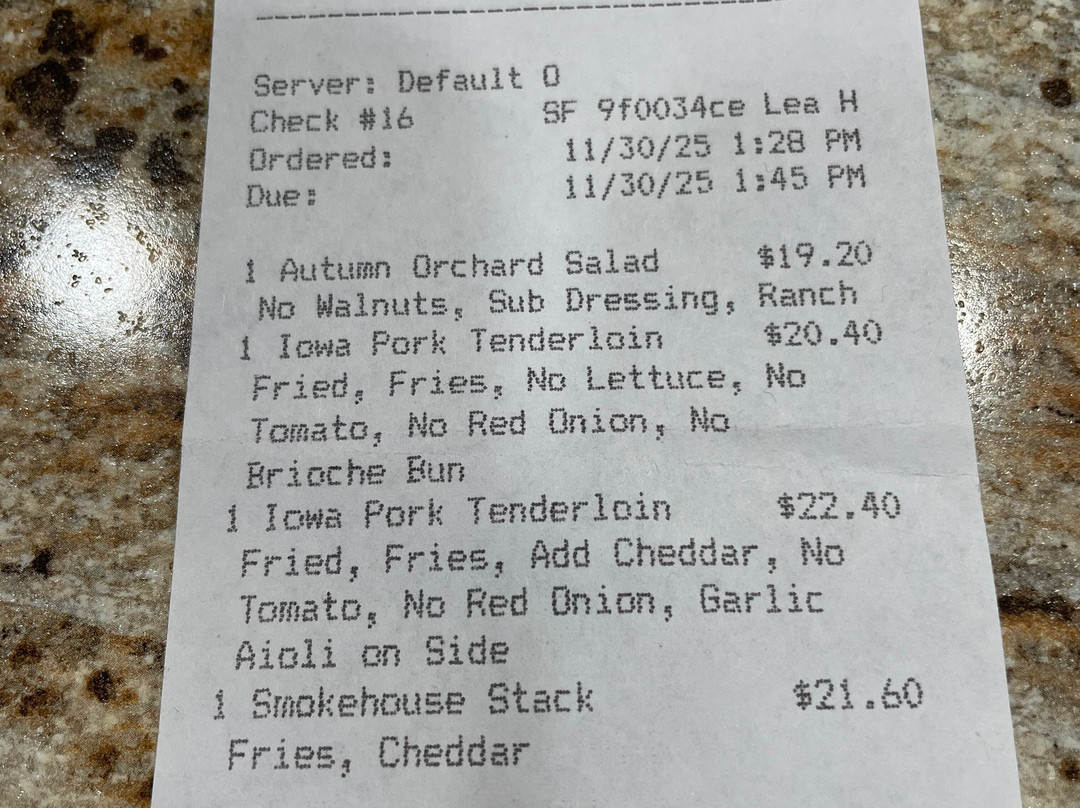 Server: Default 0
Check #16 SF 9f0034ce Lea H
Ordered: 11/30/25 1:28 PM
Due: 11/30/25 1:45 PM
1 Autumn Orchard Salad $19.20
No Walnuts, Sub Dressing, Ranch
1 Iowa Pork Tenderloin $20.40
Fried, Fries, No Lettuce, No
Tomato, No Red Onion, No
Brioche Bun
1 Iowa Pork Tenderloin $22.40
Fried, Fries, Add Cheddar, No
Tomato, No Red Onion, Garlic
Aioli on Side
1 Smokehouse Stack $21.60
Fries, Cheddar